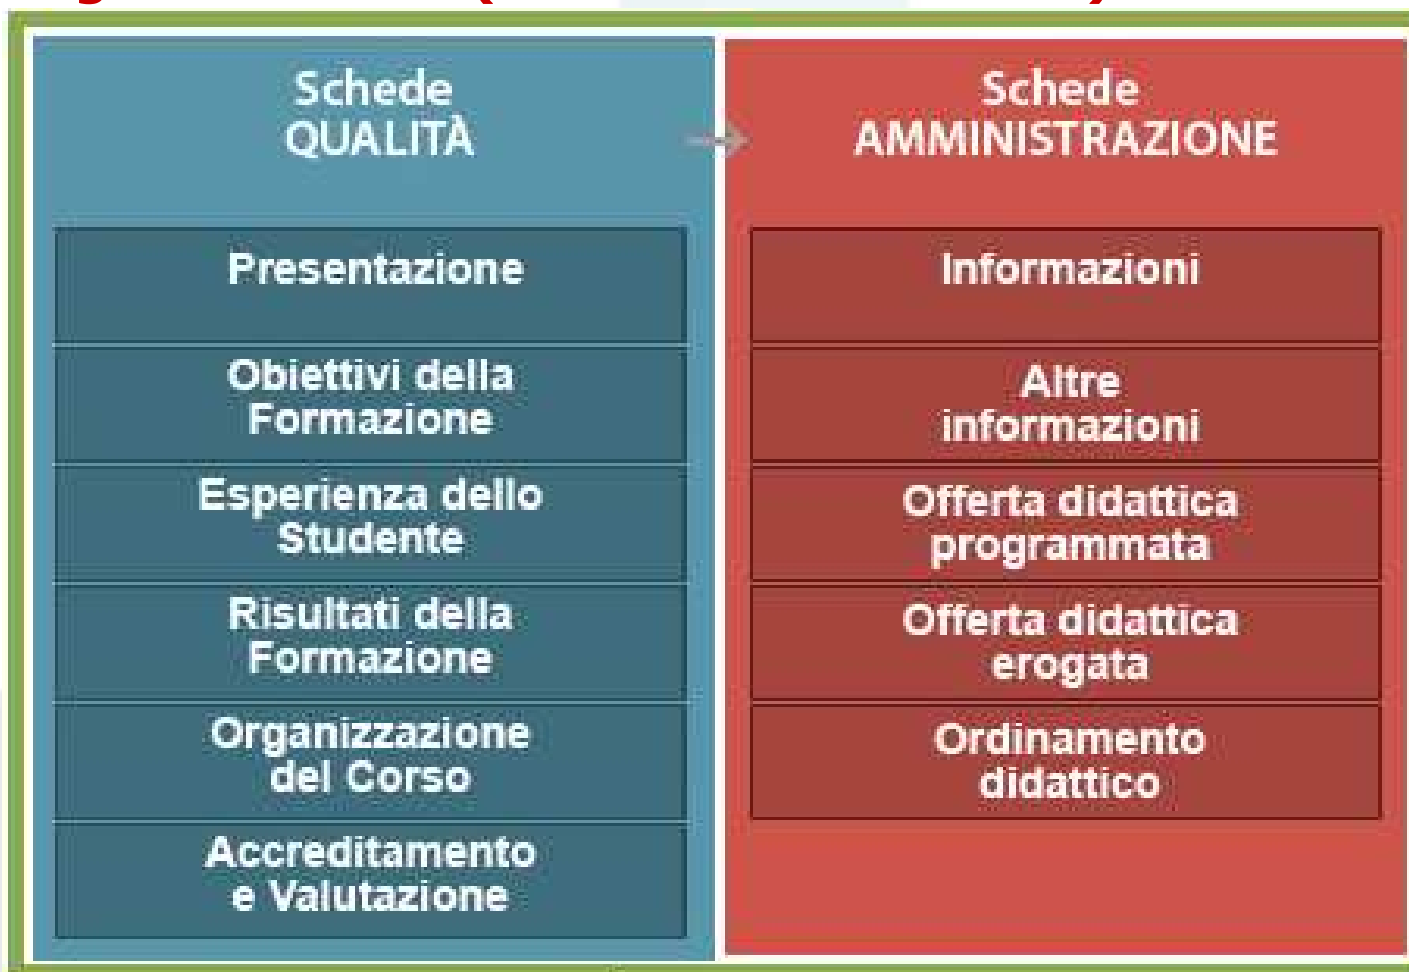 Schede
QUALITÀ
Presentazione
Obiettivi della
Formazione
Esperienza dello
Studente
Risultati della
Formazione
Organizzazione
del Corso
Accreditamento
e Valutazione
Schede
AMMINISTRAZIONE
Informazioni
Altre
informazioni
Offerta didattica
programmata
Offerta didattica
erogata
Ordinamento
didattico